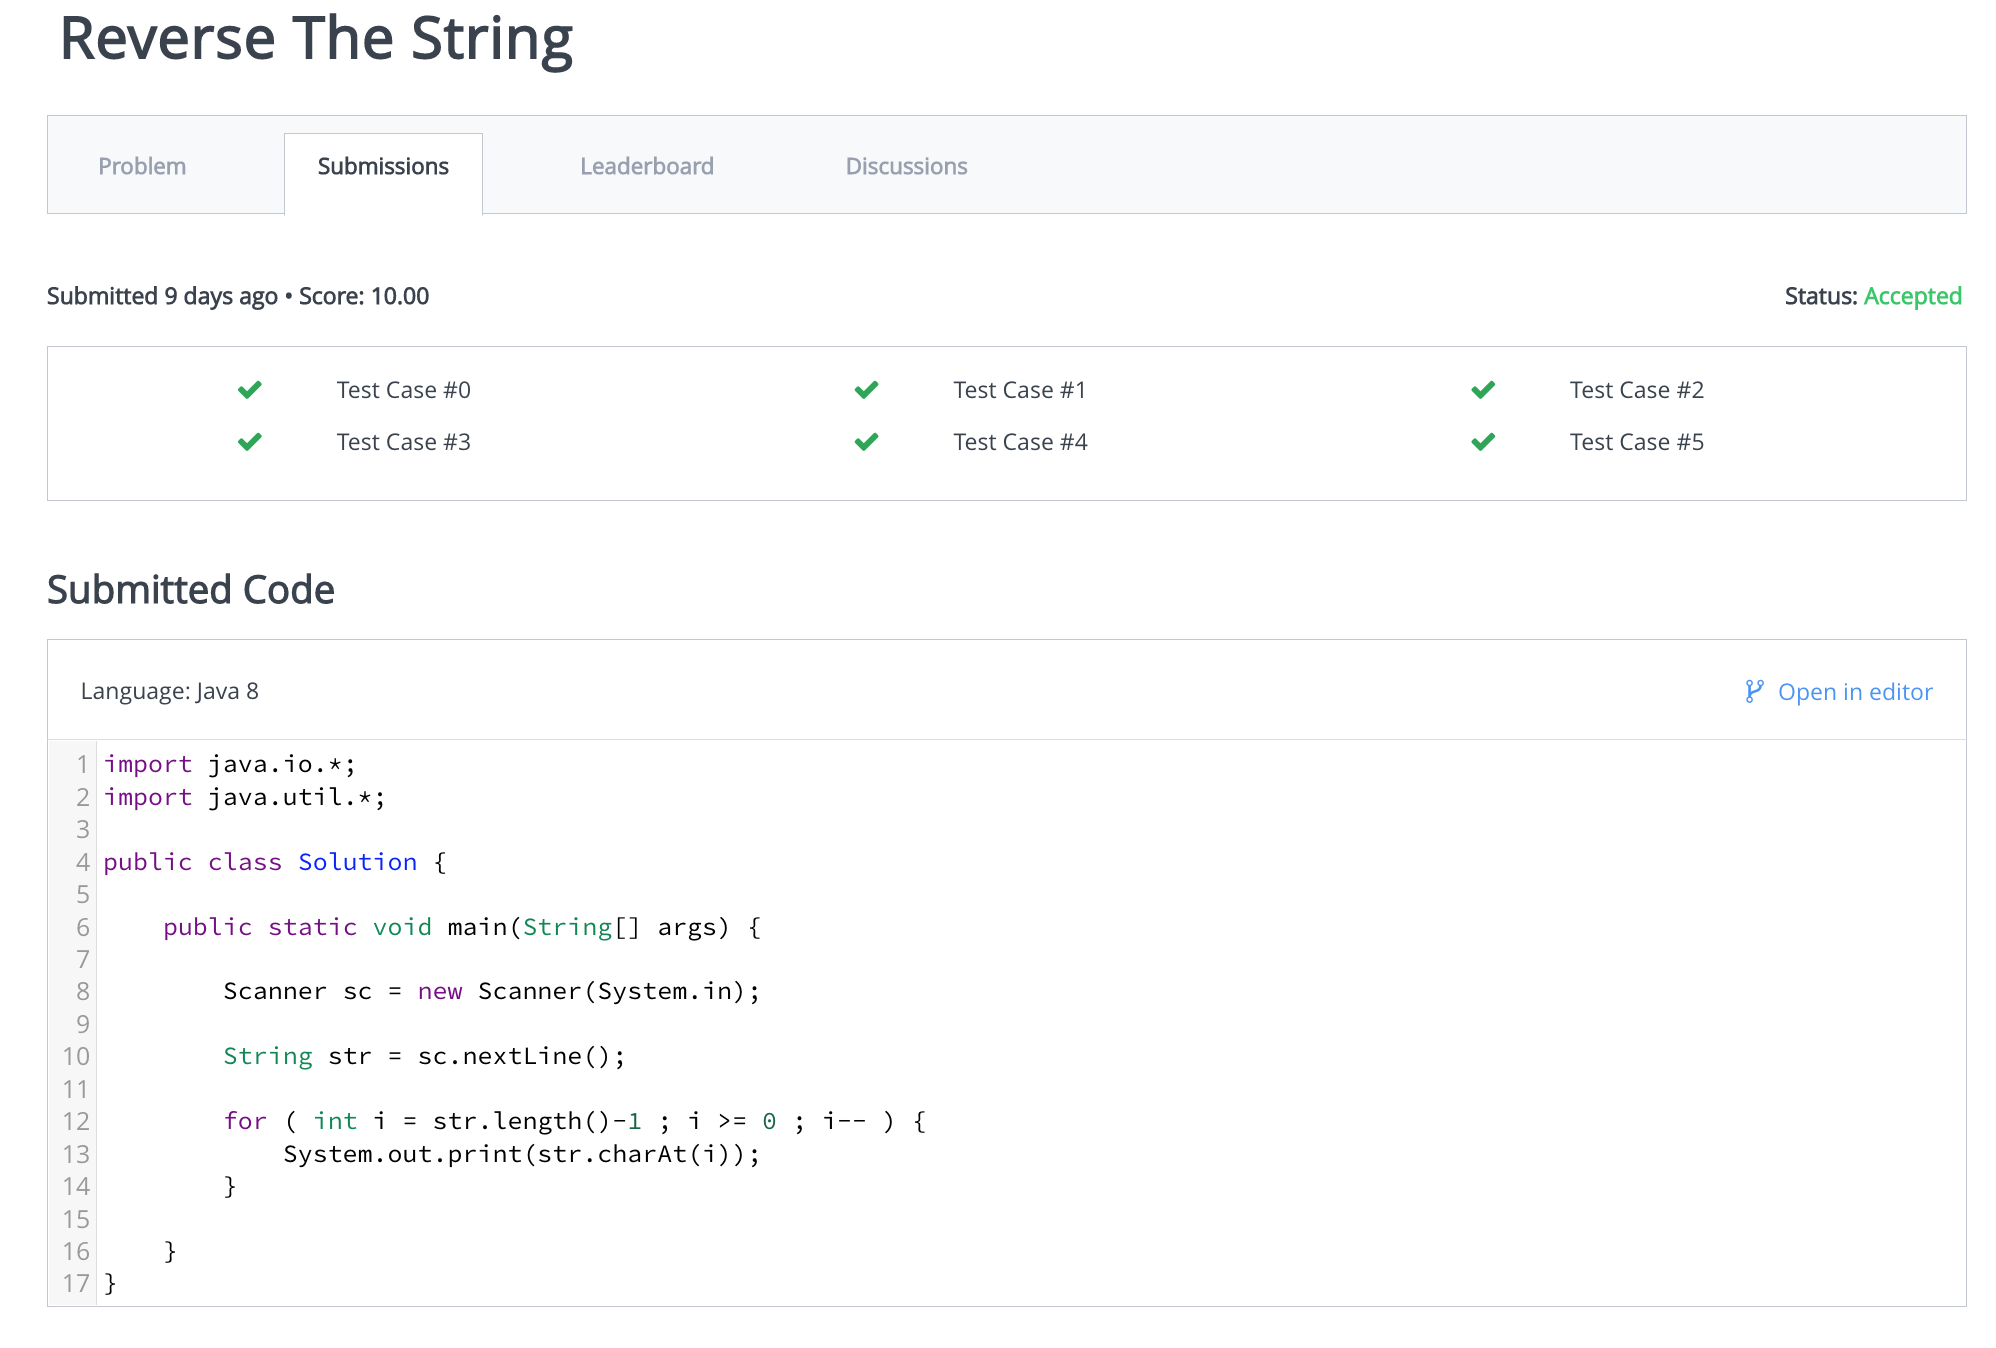 Reverse The String
Problem Submissions Leaderboard Discussions
Submitted 9 days ago • Score: 10.00 Status: Accepted
Test Case #0 Test Case #1 Test Case #2
Test Case #3 Test Case #4 Test Case #5
Submitted Code
Language: Java 8 Open in editor
1 import java.io.*;
2 import java.util.*;
3
4 public class Solution {
5
6     public static void main(String[] args) {
7
8         Scanner sc = new Scanner(System.in);
9
10         String str = sc.nextLine();
11
12         for ( int i = str.length()-1 ; i >= 0 ; i-- ) {
13             System.out.print(str.charAt(i));
14         }
15
16     }
17 }